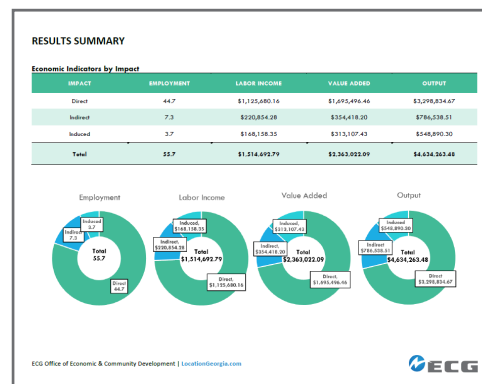 RESULTS SUMMARY
Economic Indicators by Impact
IMPACT EMPLOYMENT LABOR INCOME VALUE ADDED OUTPUT
Direct 44.7 $1,125,680.16 $1,695,496.46 $3,298,834.67
Indirect 7.3 $220,854.28 $354,418.20 $786,538.51
Induced 3.7 $168,158.35 $313,107.43 $548,890.30
Total 55.7 $1,514,692.79 $2,363,022.09 $4,634,263.48
Employment
Induced
3.7
Indirect
7.3
Total
55.7
Direct
44.7
Labor Income
Induced,
$168,158.35
Indirect,
$220,854.28
Total
$1,514,692.79
Direct,
$1,125,680.16
Value Added
Induced,
$313,107.43
Indirect,
$354,418.20
Total
$2,363,022.09
Direct,
$1,695,496.46
Output
Induced
$548,890.30
Indirect
$786,538.51
Total
$4,634,263.48
Direct
$3,298,834.67
ECG Office of Economic & Community Development | LocationGeorgia.com
ECG